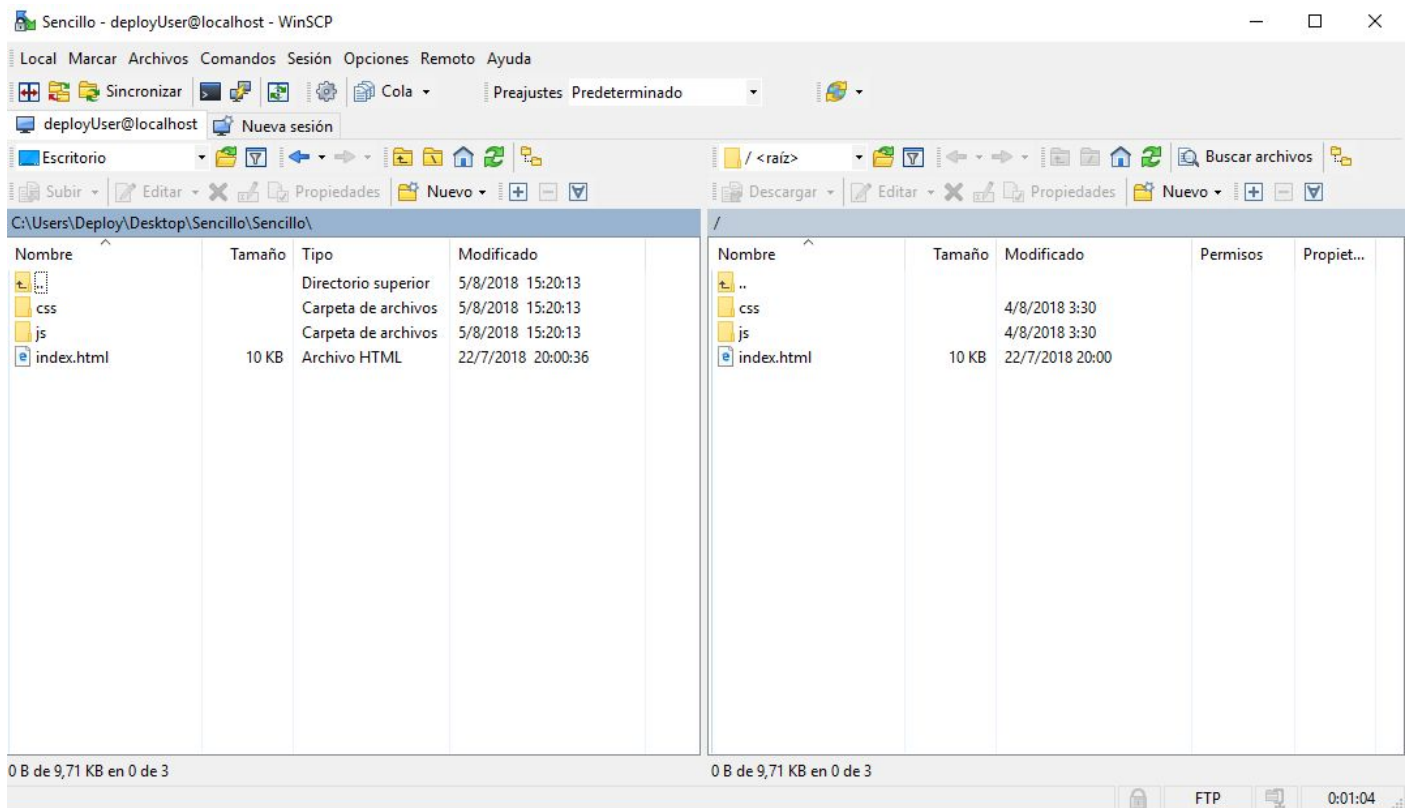 Sencillo - deployUser@localhost - WinSCP
Local Marcar Archivos Comandos Sesión Opciones Remoto Ayuda
Sincronizar Cola Preajustes Predeterminado
deployUser@localhost Nueva sesión
Escritorio / <raíz> Buscar archivos
Subir Editar Propiedades Nuevo Descargar Editar Propiedades Nuevo
C:\Users\Deploy\Desktop\Sencillo\Sencillo\ /
Nombre Tamaño Tipo Modificado Nombre Tamaño Modificado Permisos Propiet...
.. Directorio superior 5/8/2018 15:20:13 ..
css Carpeta de archivos 5/8/2018 15:20:13 css 4/8/2018 3:30
js Carpeta de archivos 5/8/2018 15:20:13 js 4/8/2018 3:30
index.html 10 KB Archivo HTML 22/7/2018 20:00:36 index.html 10 KB 22/7/2018 20:00
0 B de 9,71 KB en 0 de 3 0 B de 9,71 KB en 0 de 3
FTP 0:01:04